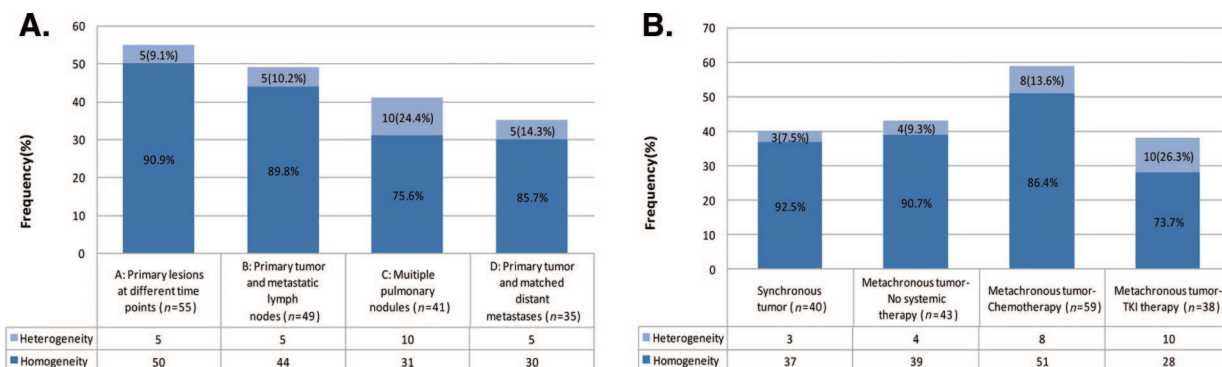 A.
Frequency(%)
60
50
40
30
20
10
0
5(9.1%)
90.9%
5(10.2%)
89.8%
10(24.4%)
75.6%
5(14.3%)
85.7%
A: Primary lesions
at different time
points (n=55)
B: Primary tumor
and metastatic
lymph
nodes (n=49)
C: Muitiple
pulmonary
nodules (n=41)
D: Primary tumor
and matched
distant
metastases (n=35)
Heterogeneity 5 5 10 5
Homogeneity 50 44 31 30
B.
Frequency(%)
70
60
50
40
30
20
10
0
3(7.5%)
92.5%
4(9.3%)
90.7%
8(13.6%)
86.4%
10(26.3%)
73.7%
Synchronous
tumor (n=40)
Metachronous tumor-
No systemic
therapy (n=43)
Metachronous tumor-
Chemotherapy (n=59)
Metachronous tumor-
TKI therapy (n=38)
Heterogeneity 3 4 8 10
Homogeneity 37 39 51 28